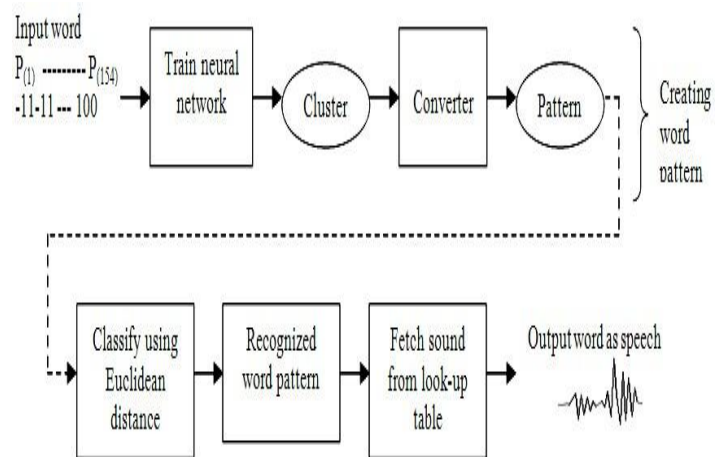 Input word
P(1) --------- P(154)
-11-11 --- 100
Train neural
network
Cluster
Converter
Pattern
Creating
word
pattern
Classify using
Euclidean
distance
Recognized
word pattern
Fetch sound
from look-up
table
Output word as speech